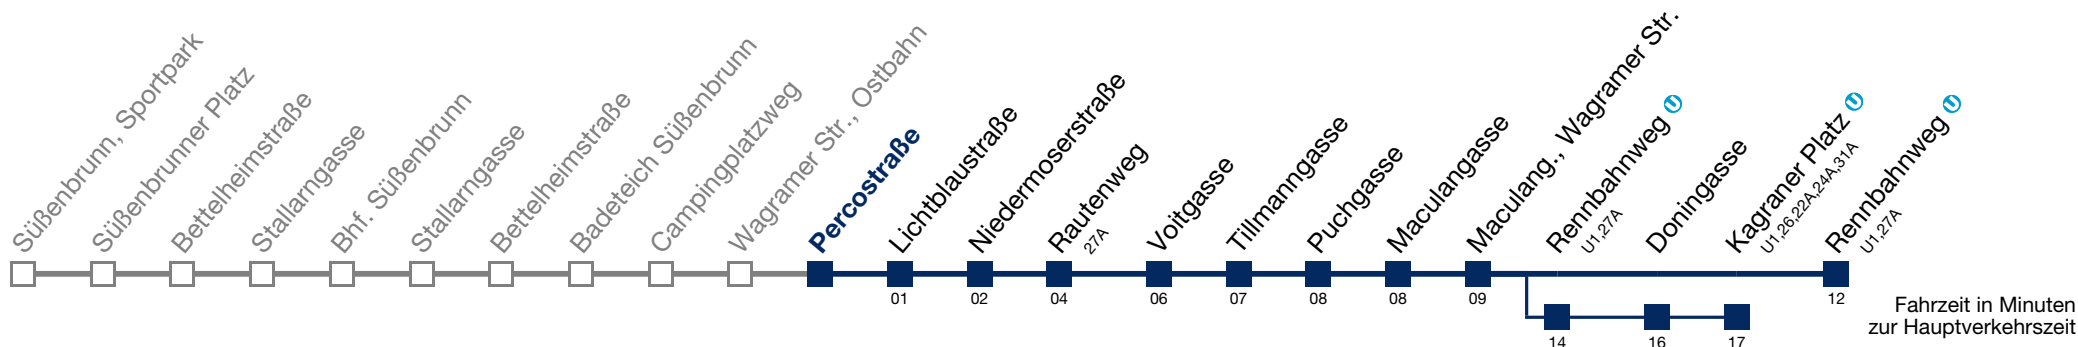 Süßenbrunn, Sportpark
Süßenbrunner Platz
Bettelheimstraße
Stallarngasse
Bhf. Süßenbrunn
Stallarngasse
Bettelheimstraße
Badeteich Süßenbrunn
Campingplatzweg
Wagramer Str., Ostbahn
Percostraße
Lichtblaustraße
01
Niedermoserstraße
02
Rautenweg
27A
04
Voitgasse
06
Tillmanngasse
07
Puchgasse
08
Maculangasse
08
Maculang., Wagramer Str.
09
Rennbahnweg
U1,27A
14
Doningasse
16
Kagraner Platz
U1,26,22A,24A,31A
17
Rennbahnweg
U1,27A
12
Fahrzeit in Minuten
zur Hauptverkehrszeit